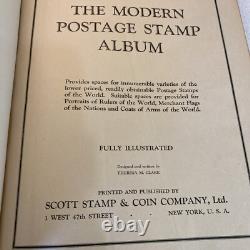 THE MODERN
POSTAGE STAMP
ALBUM
Provides spaces for innumerable varieties of the
lower priced, readily obtainable Postage Stamps
of the World. Suitable spaces are provided for
Portraits of Rulers of the World, Merchant Flags
of the Nations and Coats of Arms of the World.
FULLY ILLUSTRATED
Designed and written by
THERESA M. CLARK
PRINTED AND PUBLISHED BY
SCOTT STAMP & COIN COMPANY, Ltd.
1 WEST 47th STREET · · NEW YORK, U. S. A.